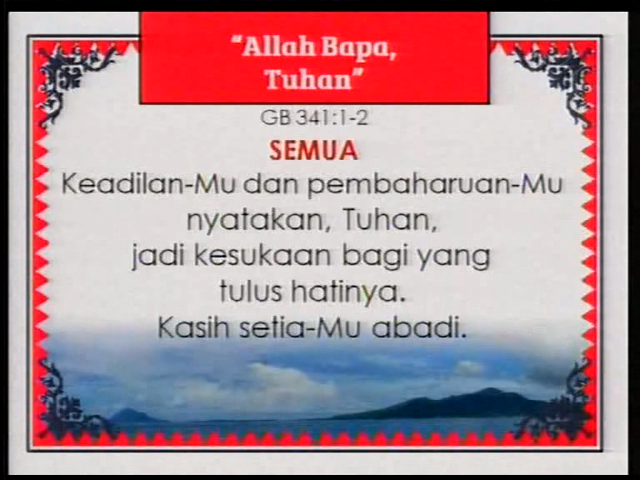 "Allah Bapa,
Tuhan"
GB 341:1-2
SEMUA
Keadilan-Mu dan pembaharuan-Mu
nyatakan, Tuhan,
jadi kesukaan bagi yang
tulus hatinya.
Kasih setia-Mu abadi.